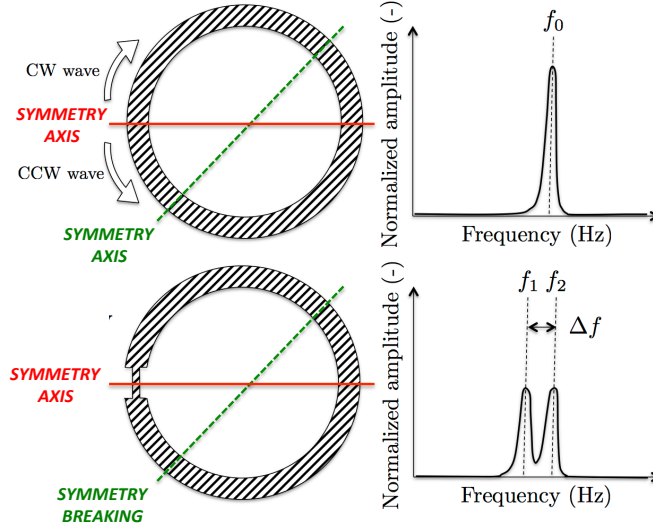 CW wave
SYMMETRY
AXIS
CCW wave
SYMMETRY
AXIS
Normalized amplitude (-)
f₀
Frequency (Hz)
SYMMETRY
AXIS
SYMMETRY
BREAKING
Normalized amplitude (-)
f₁ f₂
Δf
Frequency (Hz)